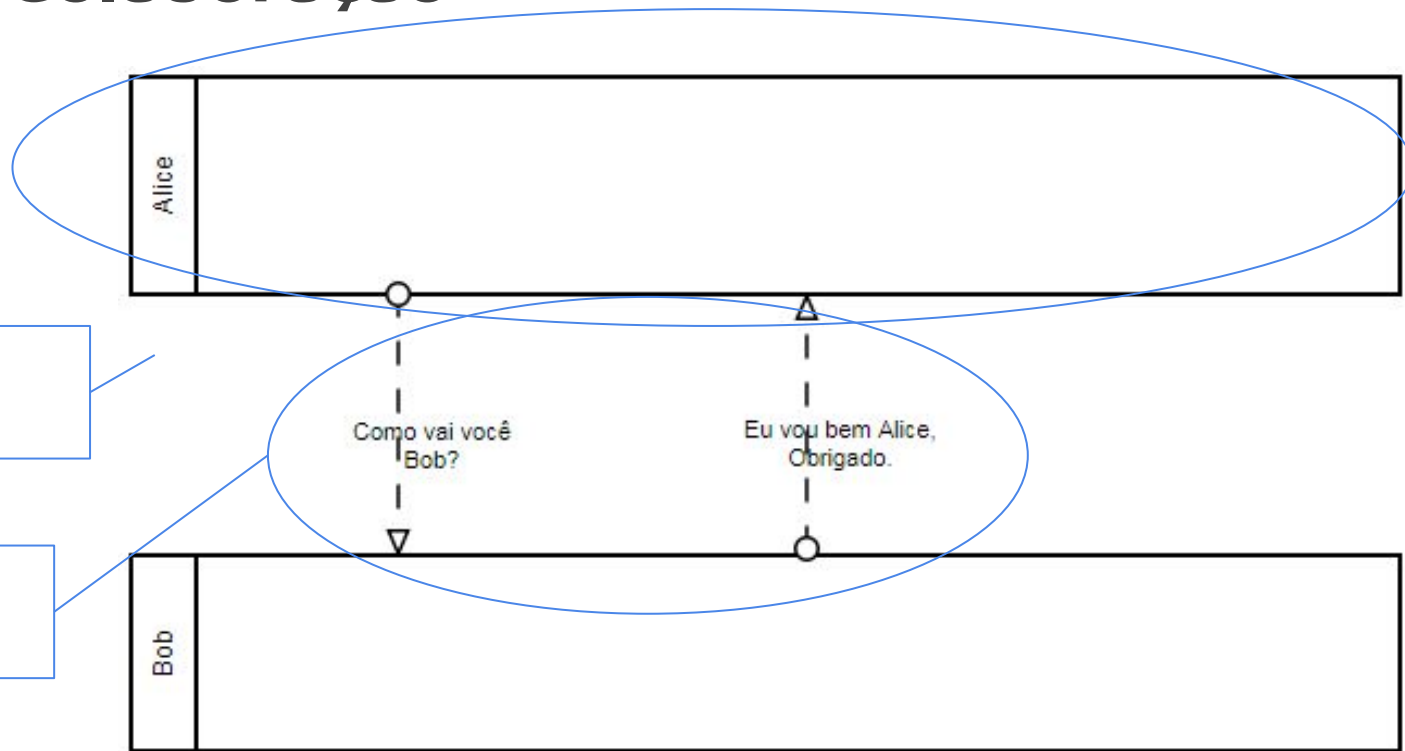 Alice
Como vai você
Bob?
Eu vou bem Alice,
Obrigado.
Bob